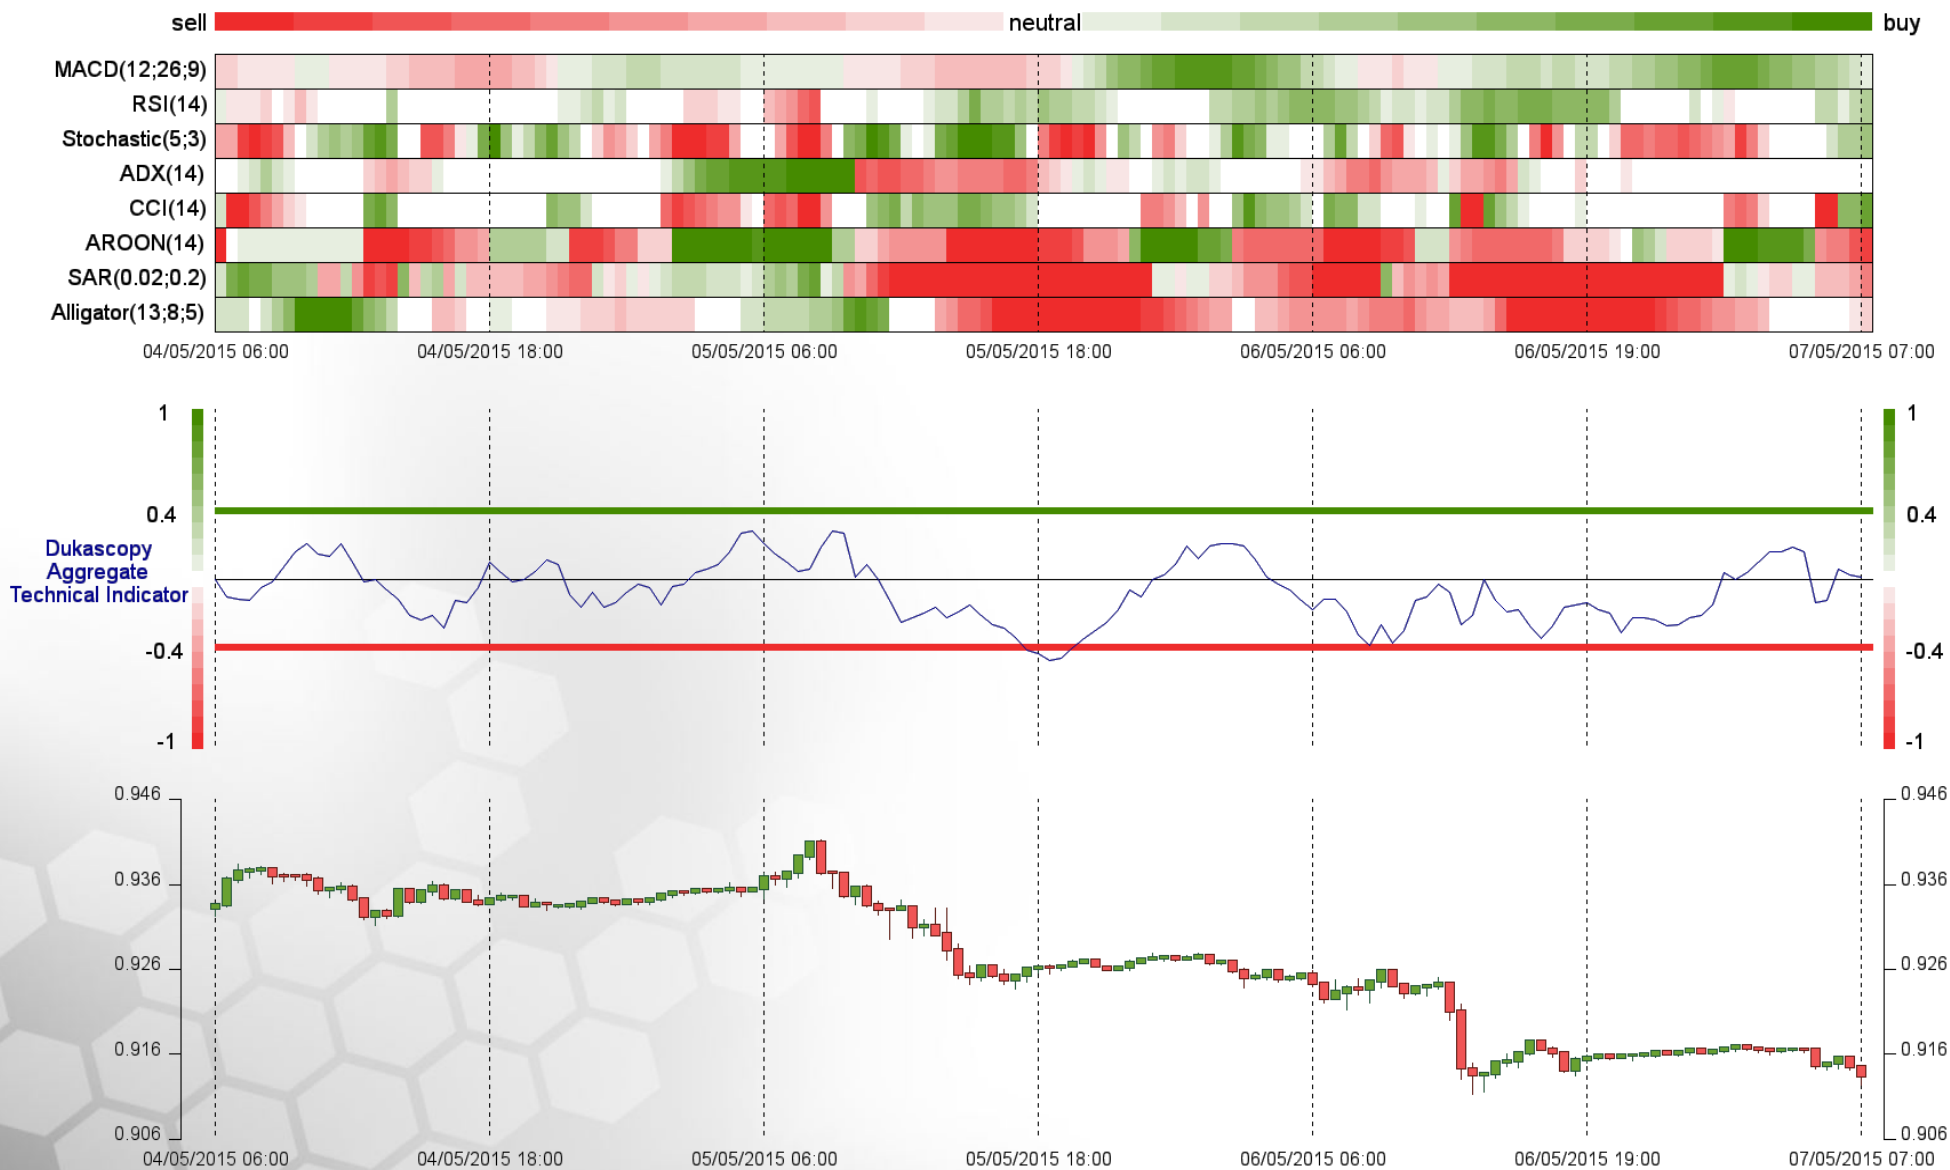 sell neutral buy
MACD(12;26;9)
RSI(14)
Stochastic(5;3)
ADX(14)
CCI(14)
AROON(14)
SAR(0.02;0.2)
Alligator(13;8;5)
04/05/2015 06:00 04/05/2015 18:00 05/05/2015 06:00 05/05/2015 18:00 06/05/2015 06:00 06/05/2015 19:00 07/05/2015 07:00
1 1
0.4 0.4
Dukascopy
Aggregate
Technical Indicator
-0.4 -0.4
-1 -1
0.946 0.946
0.936 0.936
0.926 0.926
0.916 0.916
0.906 0.906
04/05/2015 06:00 04/05/2015 18:00 05/05/2015 06:00 05/05/2015 18:00 06/05/2015 06:00 06/05/2015 19:00 07/05/2015 07:00